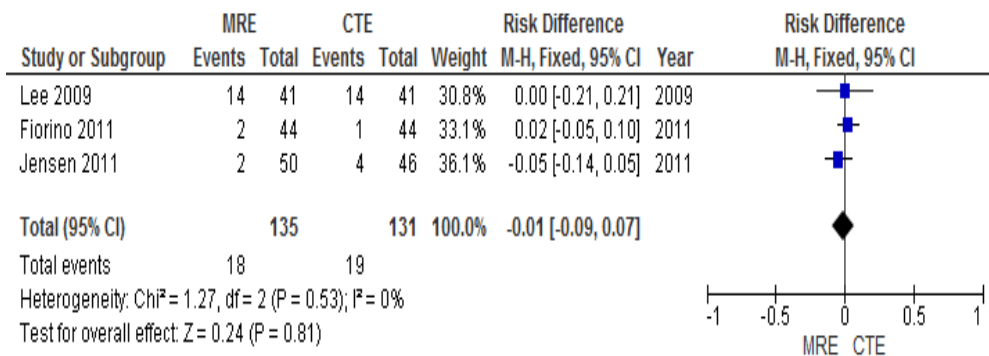 MRE CTE Risk Difference Risk Difference
Study or Subgroup Events Total Events Total Weight M-H, Fixed, 95% CI Year M-H, Fixed, 95% CI
Lee 2009 14 41 14 41 30.8% 0.00 [-0.21, 0.21] 2009
Fiorino 2011 2 44 1 44 33.1% 0.02 [-0.05, 0.10] 2011
Jensen 2011 2 50 4 46 36.1% -0.05 [-0.14, 0.05] 2011
Total (95% CI) 135 131 100.0% -0.01 [-0.09, 0.07]
Total events 18 19
Heterogeneity: Chi² = 1.27, df = 2 (P = 0.53); I² = 0%
Test for overall effect: Z = 0.24 (P = 0.81)
-1 -0.5 0 0.5 1
MRE CTE